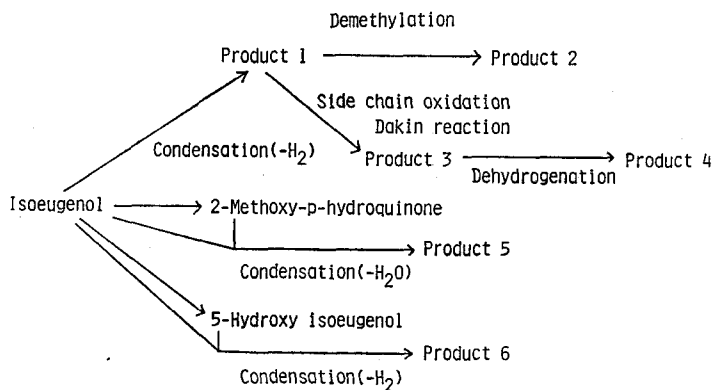 Demethylation
Product 1
Product 2
Side chain oxidation
Dakin reaction
Condensation(-H₂)
Product 3
Product 4
Dehydrogenation
Isoeugenol
2-Methoxy-p-hydroquinone
Product 5
Condensation(-H₂O)
5-Hydroxy isoeugenol
Product 6
Condensation(-H₂)